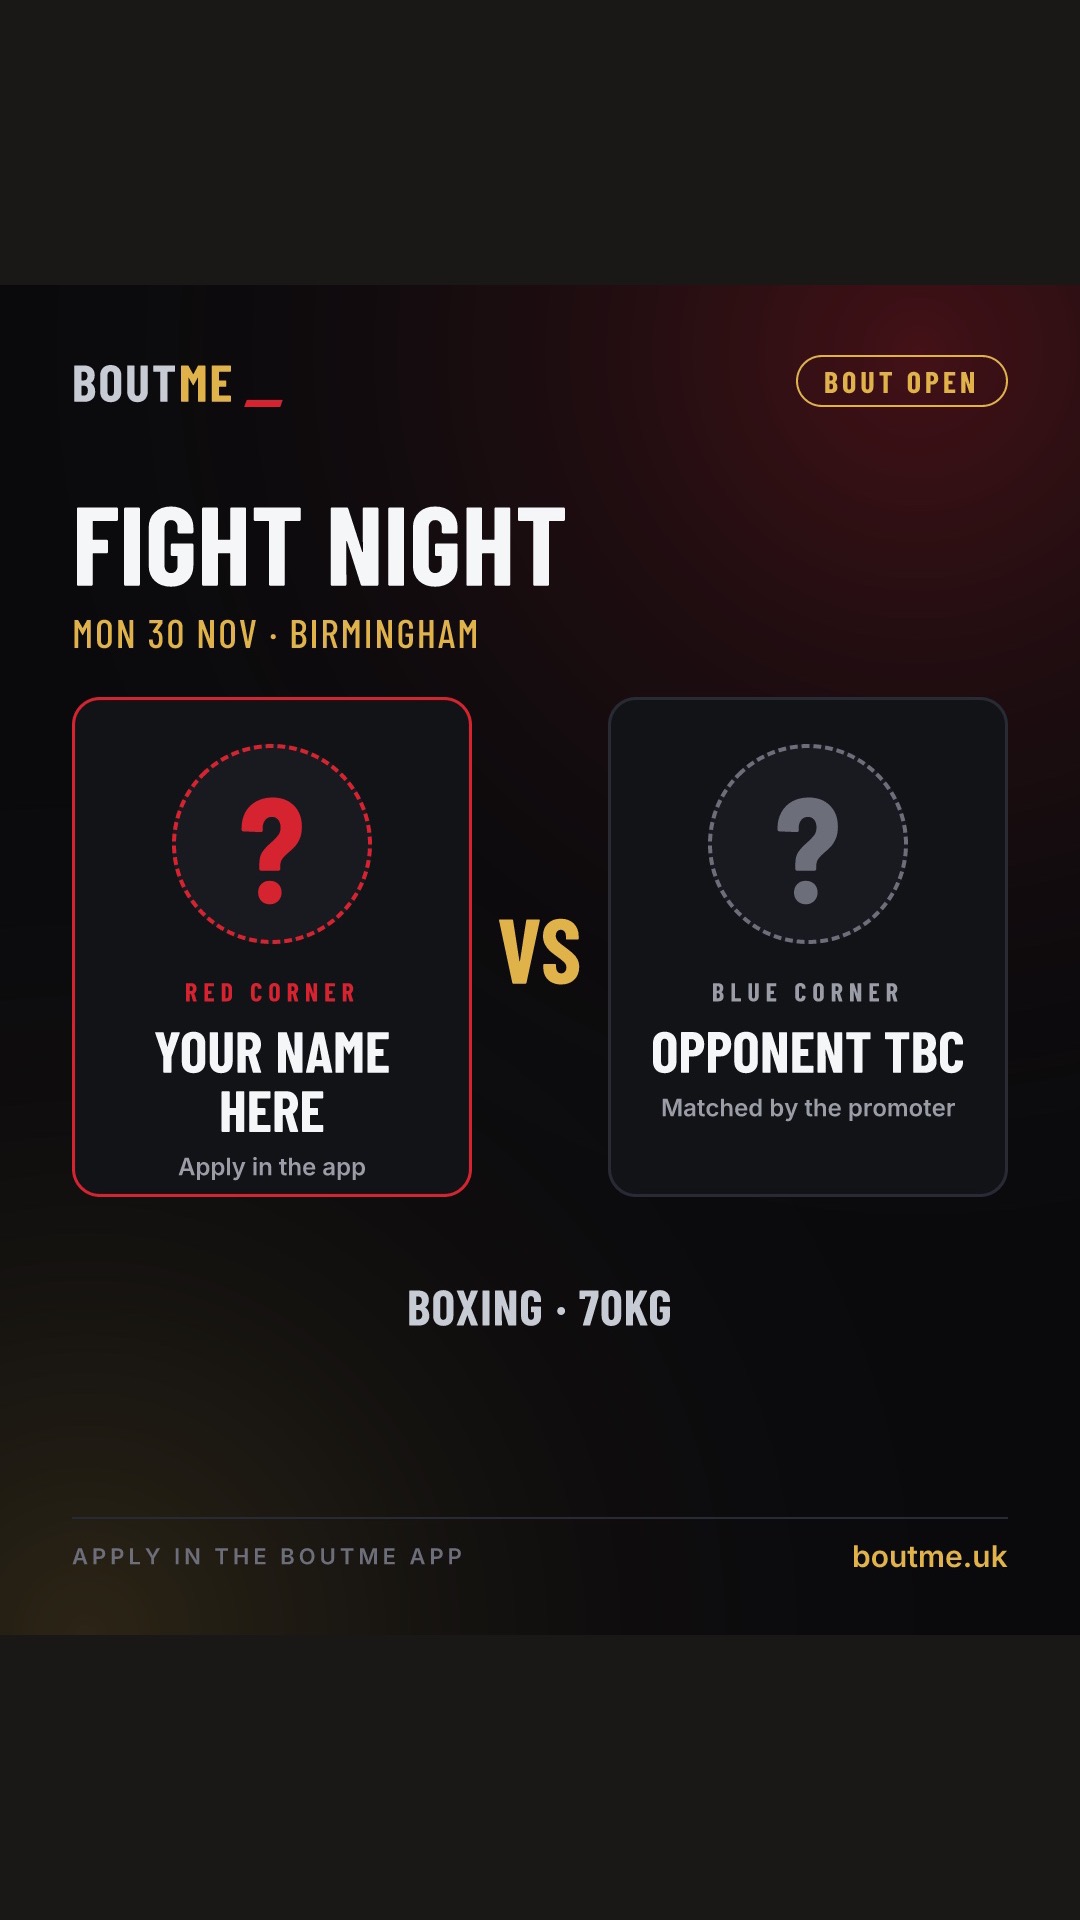 BOUTME
BOUT OPEN
FIGHT NIGHT
MON 30 NOV · BIRMINGHAM
?
RED CORNER
YOUR NAME
HERE
Apply in the app
VS
?
BLUE CORNER
OPPONENT TBC
Matched by the promoter
BOXING · 70KG
APPLY IN THE BOUTME APP
boutme.uk